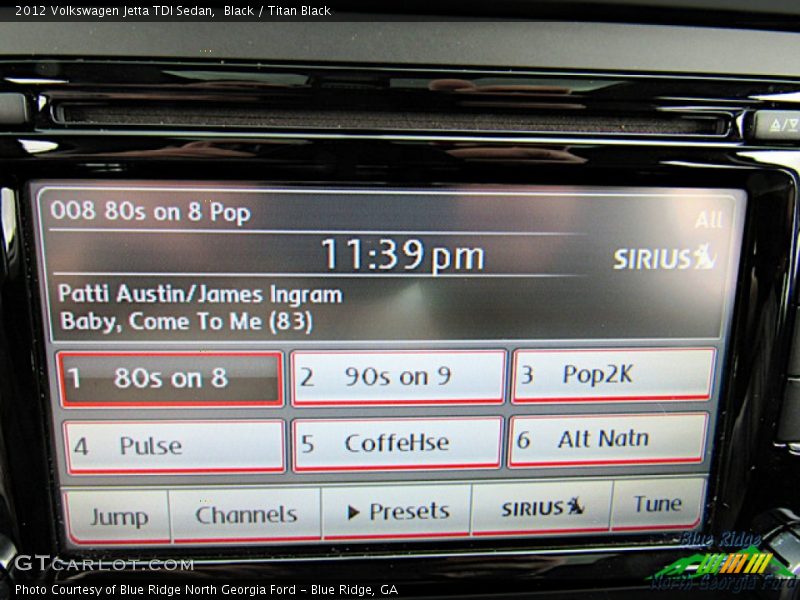 2012 Volkswagen Jetta TDI Sedan,  Black / Titan Black
008 80s on 8 Pop
All
11:39 pm
SIRIUS
Patti Austin/James Ingram
Baby, Come To Me (83)
1 80s on 8
2 90s on 9
3 Pop2K
4 Pulse
5 CoffeHse
6 Alt Natn
Jump
Channels
Presets
SIRIUS
Tune
Blue Ridge
North Georgia Ford
GTCARLOT.COM
Photo Courtesy of Blue Ridge North Georgia Ford – Blue Ridge, GA